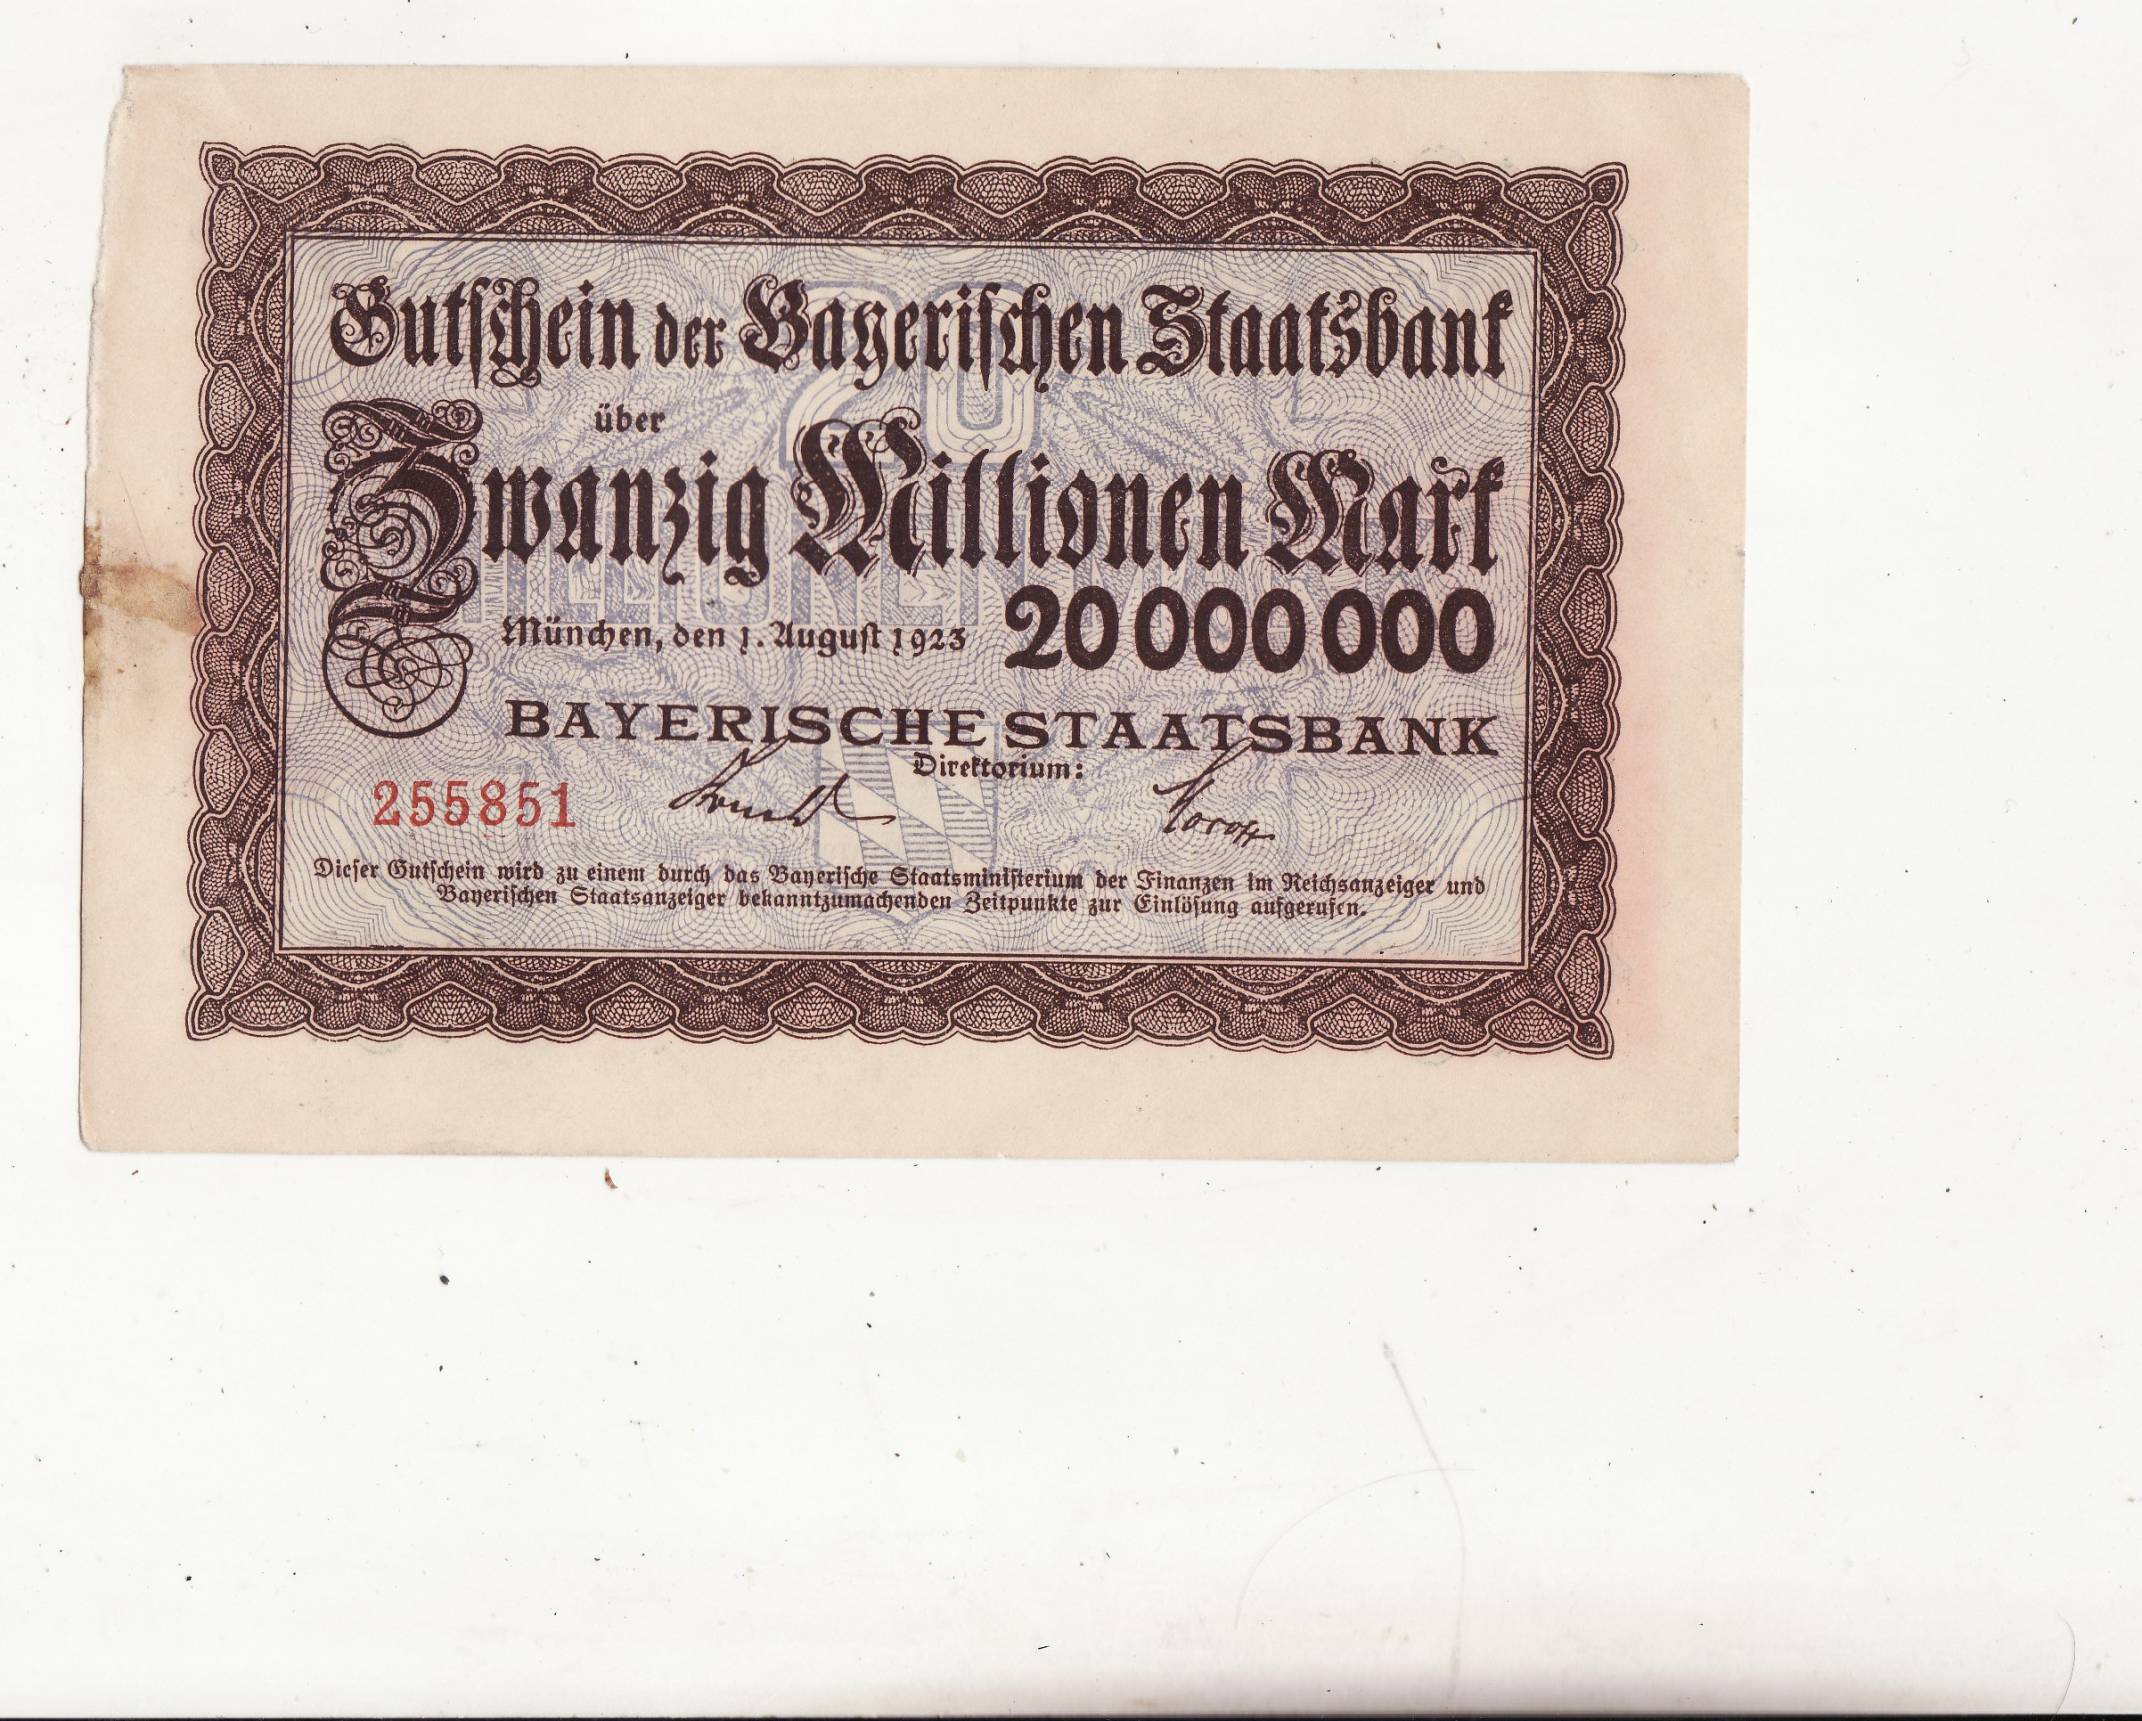 Gutschein der Bayerischen Staatsbank
über
20
Zwanzig Millionen Mark
München, den 1. August 1923
20 000 000
BAYERISCHE STAATSBANK
Direktorium:
255851
Dieser Gutschein wird zu einem durch das Bayerische Staatsministerium der Finanzen im Reichsanzeiger und
Bayerischen Staatsanzeiger bekanntzumachenden Zeitpunkte zur Einlösung aufgerufen.